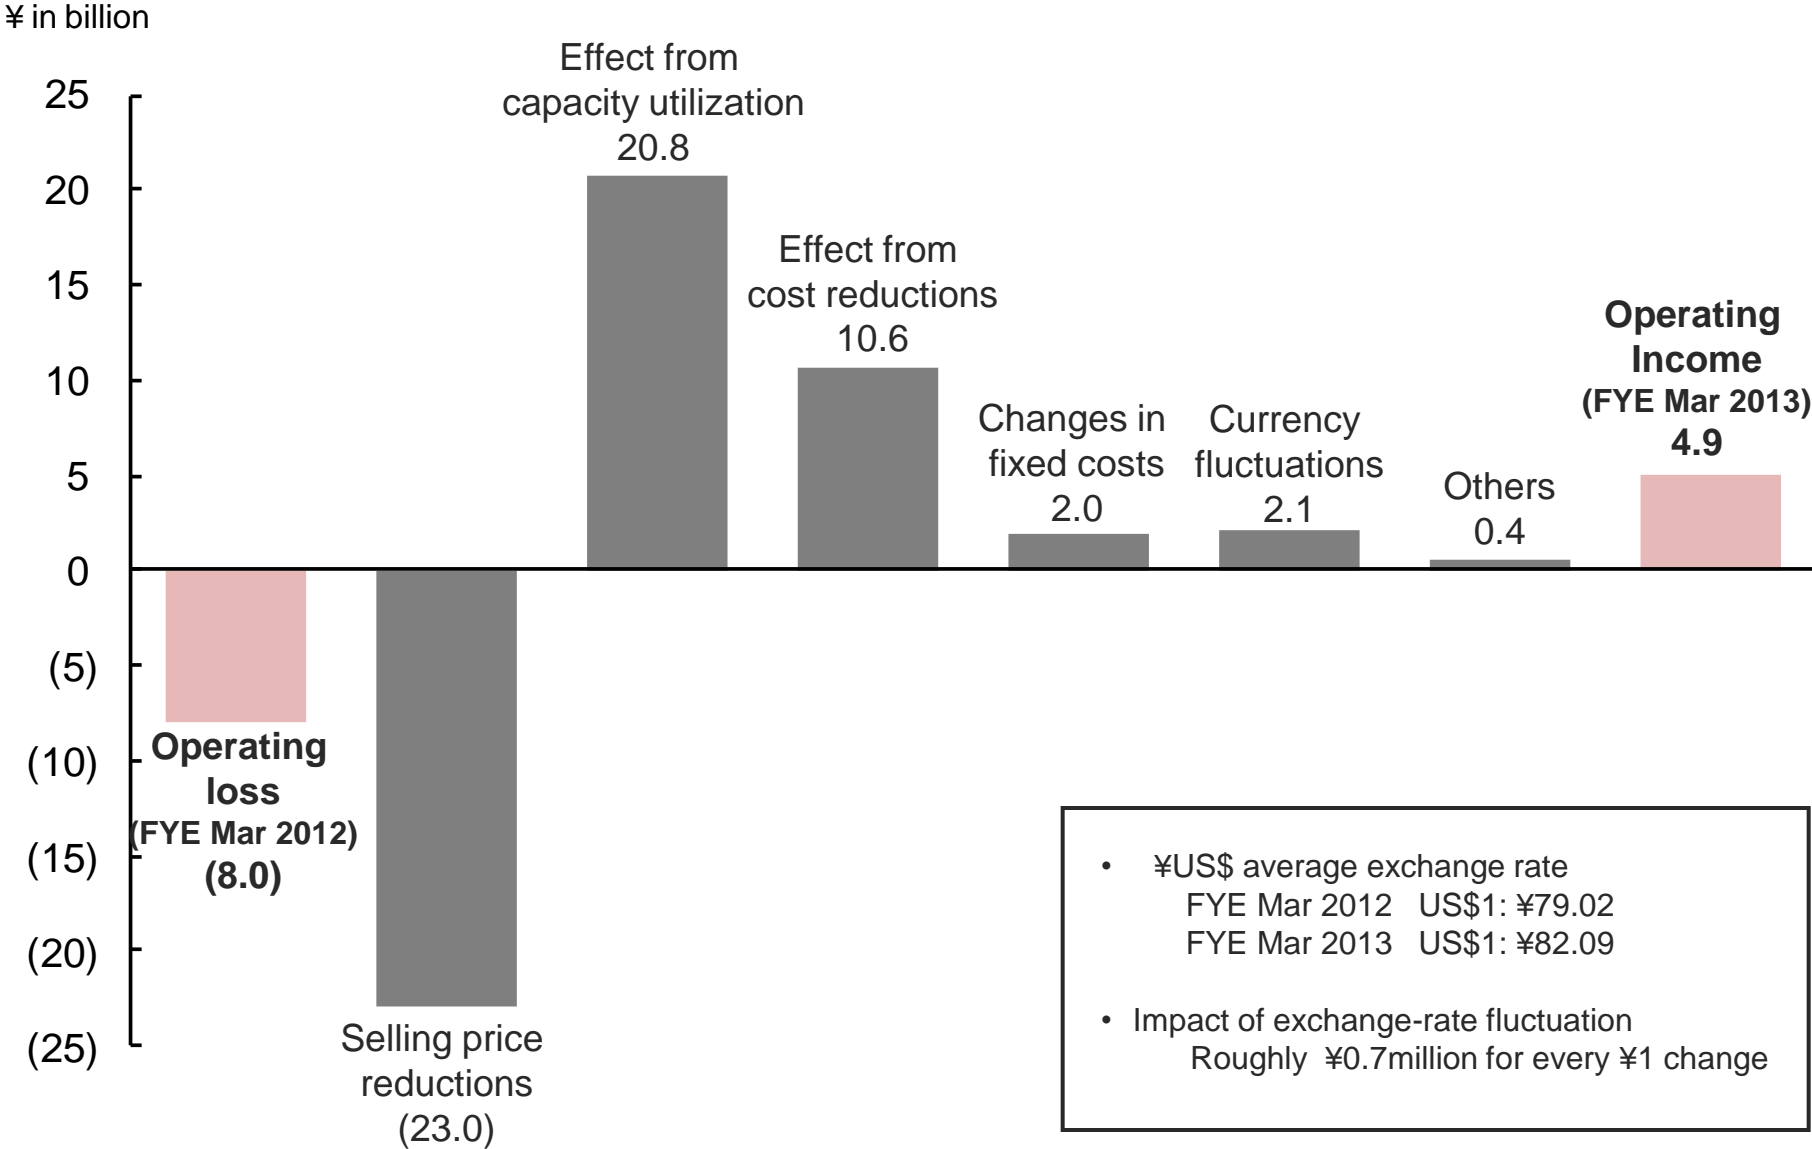 ¥ in billion
25
20
15
10
5
0
(5)
(10)
(15)
(20)
(25)
Operating
loss
(FYE Mar 2012)
(8.0)
Selling price
reductions
(23.0)
Effect from
capacity utilization
20.8
Effect from
cost reductions
10.6
Changes in
fixed costs
2.0
Currency
fluctuations
2.1
Others
0.4
Operating
Income
(FYE Mar 2013)
4.9
• ¥US$ average exchange rate
FYE Mar 2012 US$1: ¥79.02
FYE Mar 2013 US$1: ¥82.09
• Impact of exchange-rate fluctuation
Roughly ¥0.7million for every ¥1 change